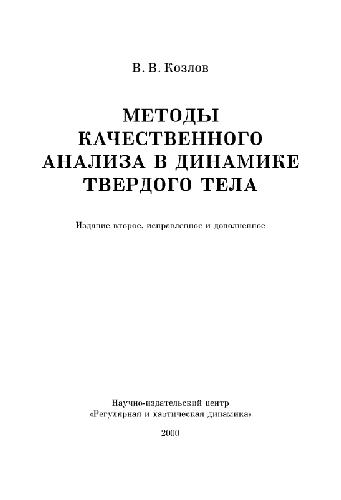 В. В. Козлов
МЕТОДЫ
КАЧЕСТВЕННОГО
АНАЛИЗА В ДИНАМИКЕ
ТВЕРДОГО ТЕЛА
Издание второе, исправленное и дополненное
Научно-издательский центр
«Регулярная и хаотическая динамика»
2000